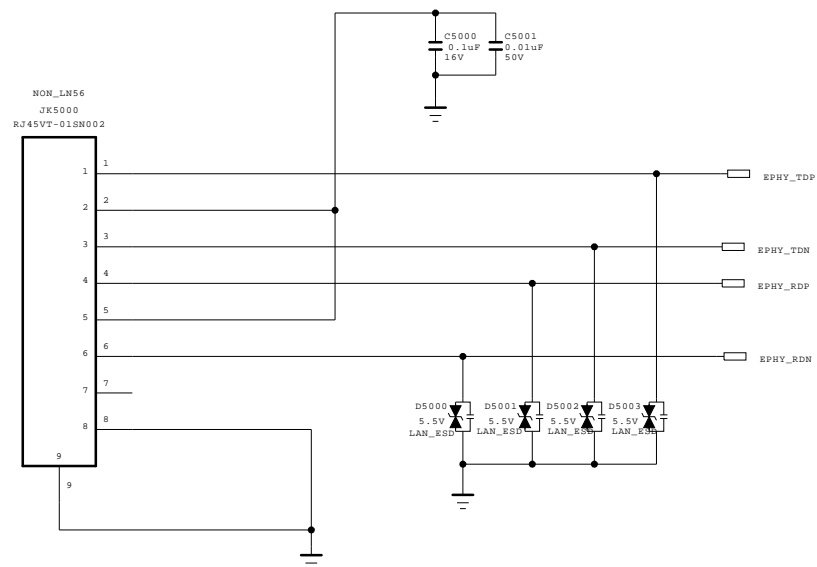 C5000
0.1uF
16V
C5001
0.01uF
50V
NON_LN56
JK5000
RJ45VT-01SN002
1
1
EPHY_TDP
2
2
3
3
EPHY_TDN
4
4
EPHY_RDP
5
5
6
6
EPHY_RDN
7
7
8
8
9
9
D5000
5.5V
LAN_ESD
D5001
5.5V
LAN_ESD
D5002
5.5V
LAN_ESD
D5003
5.5V
LAN_ESD